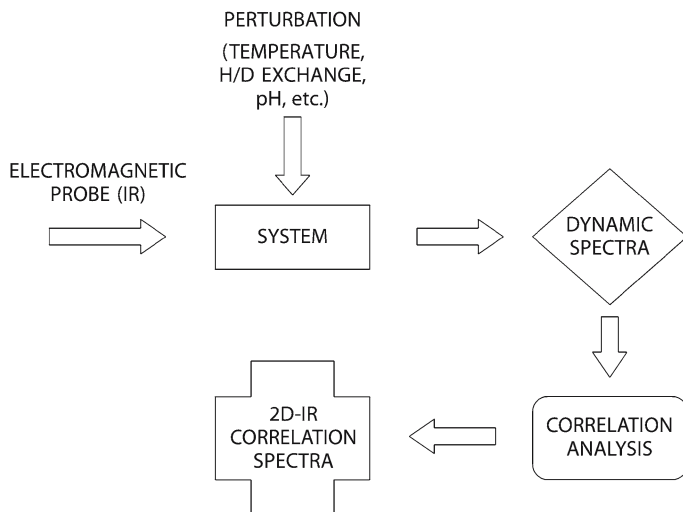 PERTURBATION
(TEMPERATURE,
H/D EXCHANGE,
pH, etc.)
ELECTROMAGNETIC
PROBE (IR)
SYSTEM
DYNAMIC
SPECTRA
2D-IR
CORRELATION
SPECTRA
CORRELATION
ANALYSIS